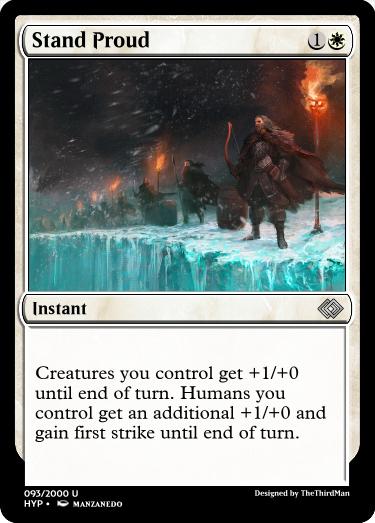 Stand Proud 1
Instant
Creatures you control get +1/+0
until end of turn. Humans you
control get an additional +1/+0 and
gain first strike until end of turn.
093/2000 U
HYP • MANZANEDO
Designed by TheThirdMan